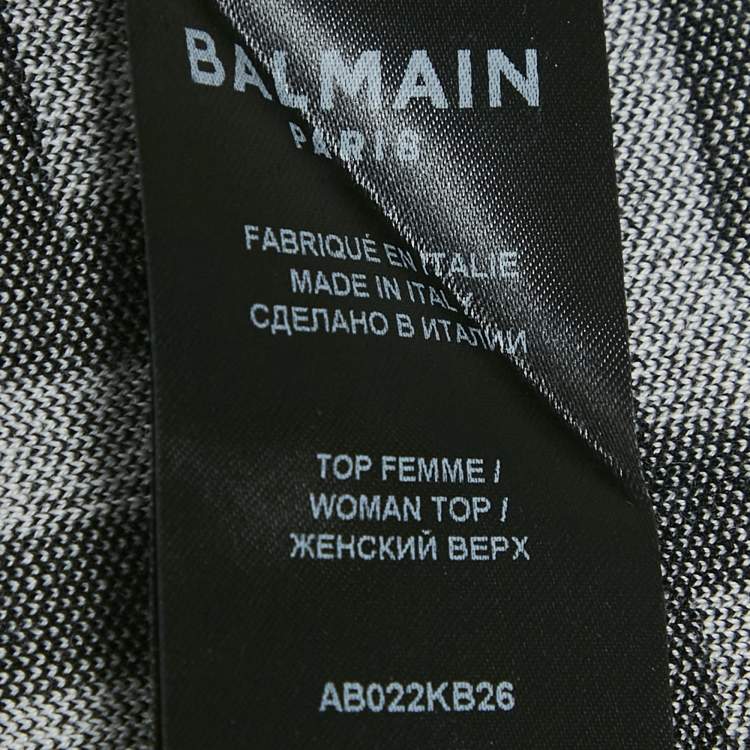 BALMAIN
PARIS
FABRIQUÉ EN ITALIE
MADE IN ITALY
СДЕЛАНО В ИТАЛИИ
TOP FEMME /
WOMAN TOP /
ЖЕНСКИЙ ВЕРХ
AB022KB26